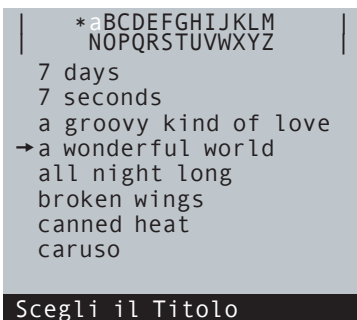 *aBCDEFGHIJKLM
NOPQRSTUVWXYZ
7 days
7 seconds
a groovy kind of love
→a wonderful world
all night long
broken wings
canned heat
caruso
Scegli il Titolo